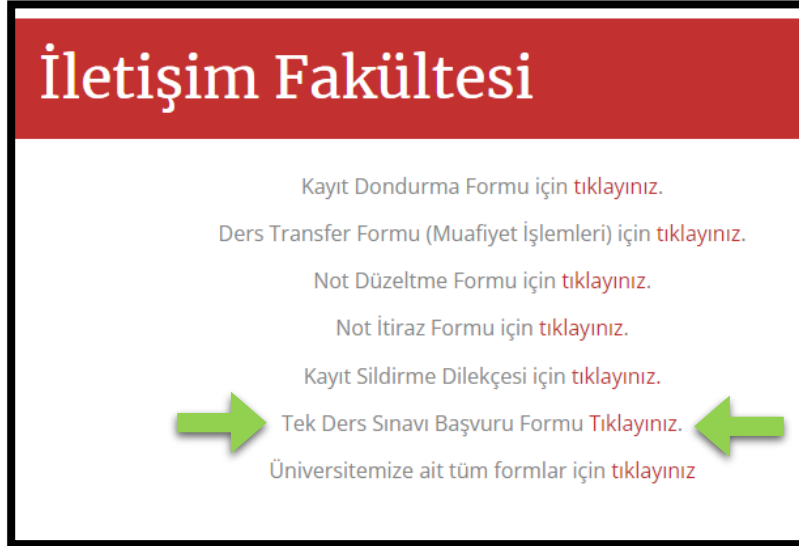 İletişim Fakültesi
Kayıt Dondurma Formu için tıklayınız.
Ders Transfer Formu (Muafiyet İşlemleri) için tıklayınız.
Not Düzeltme Formu için tıklayınız.
Not İtiraz Formu için tıklayınız.
Kayıt Sildirme Dilekçesi için tıklayınız.
Tek Ders Sınavı Başvuru Formu Tıklayınız.
Üniversitemize ait tüm formlar için tıklayınız